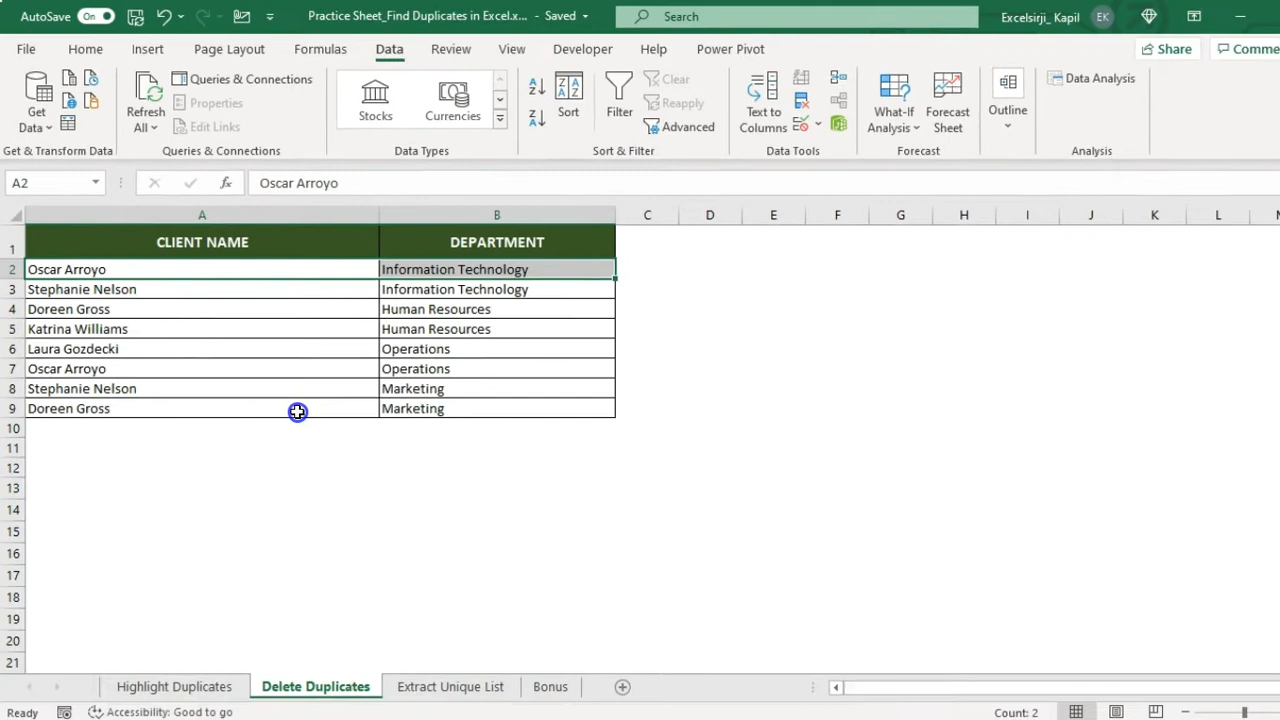 AutoSave On Practice Sheet_Find Duplicates in Excel.x... - Saved Search Excelsirji_Kapil EK
File Home Insert Page Layout Formulas Data Review View Developer Help Power Pivot Share Comme
Get Data
Refresh All
Queries & Connections
Properties
Edit Links
Stocks
Currencies
Sort
Filter
Clear
Reapply
Advanced
Text to Columns
What-If Analysis
Forecast Sheet
Outline
Data Analysis
Get & Transform Data Queries & Connections Data Types Sort & Filter Data Tools Forecast Analysis
A2 fx Oscar Arroyo
A B C D E F G H I J K L
1 CLIENT NAME DEPARTMENT
2 Oscar Arroyo Information Technology
3 Stephanie Nelson Information Technology
4 Doreen Gross Human Resources
5 Katrina Williams Human Resources
6 Laura Gozdecki Operations
7 Oscar Arroyo Operations
8 Stephanie Nelson Marketing
9 Doreen Gross Marketing
10
11
12
13
14
15
16
17
18
19
20
21
Highlight Duplicates Delete Duplicates Extract Unique List Bonus
Ready Accessibility: Good to go Count: 2